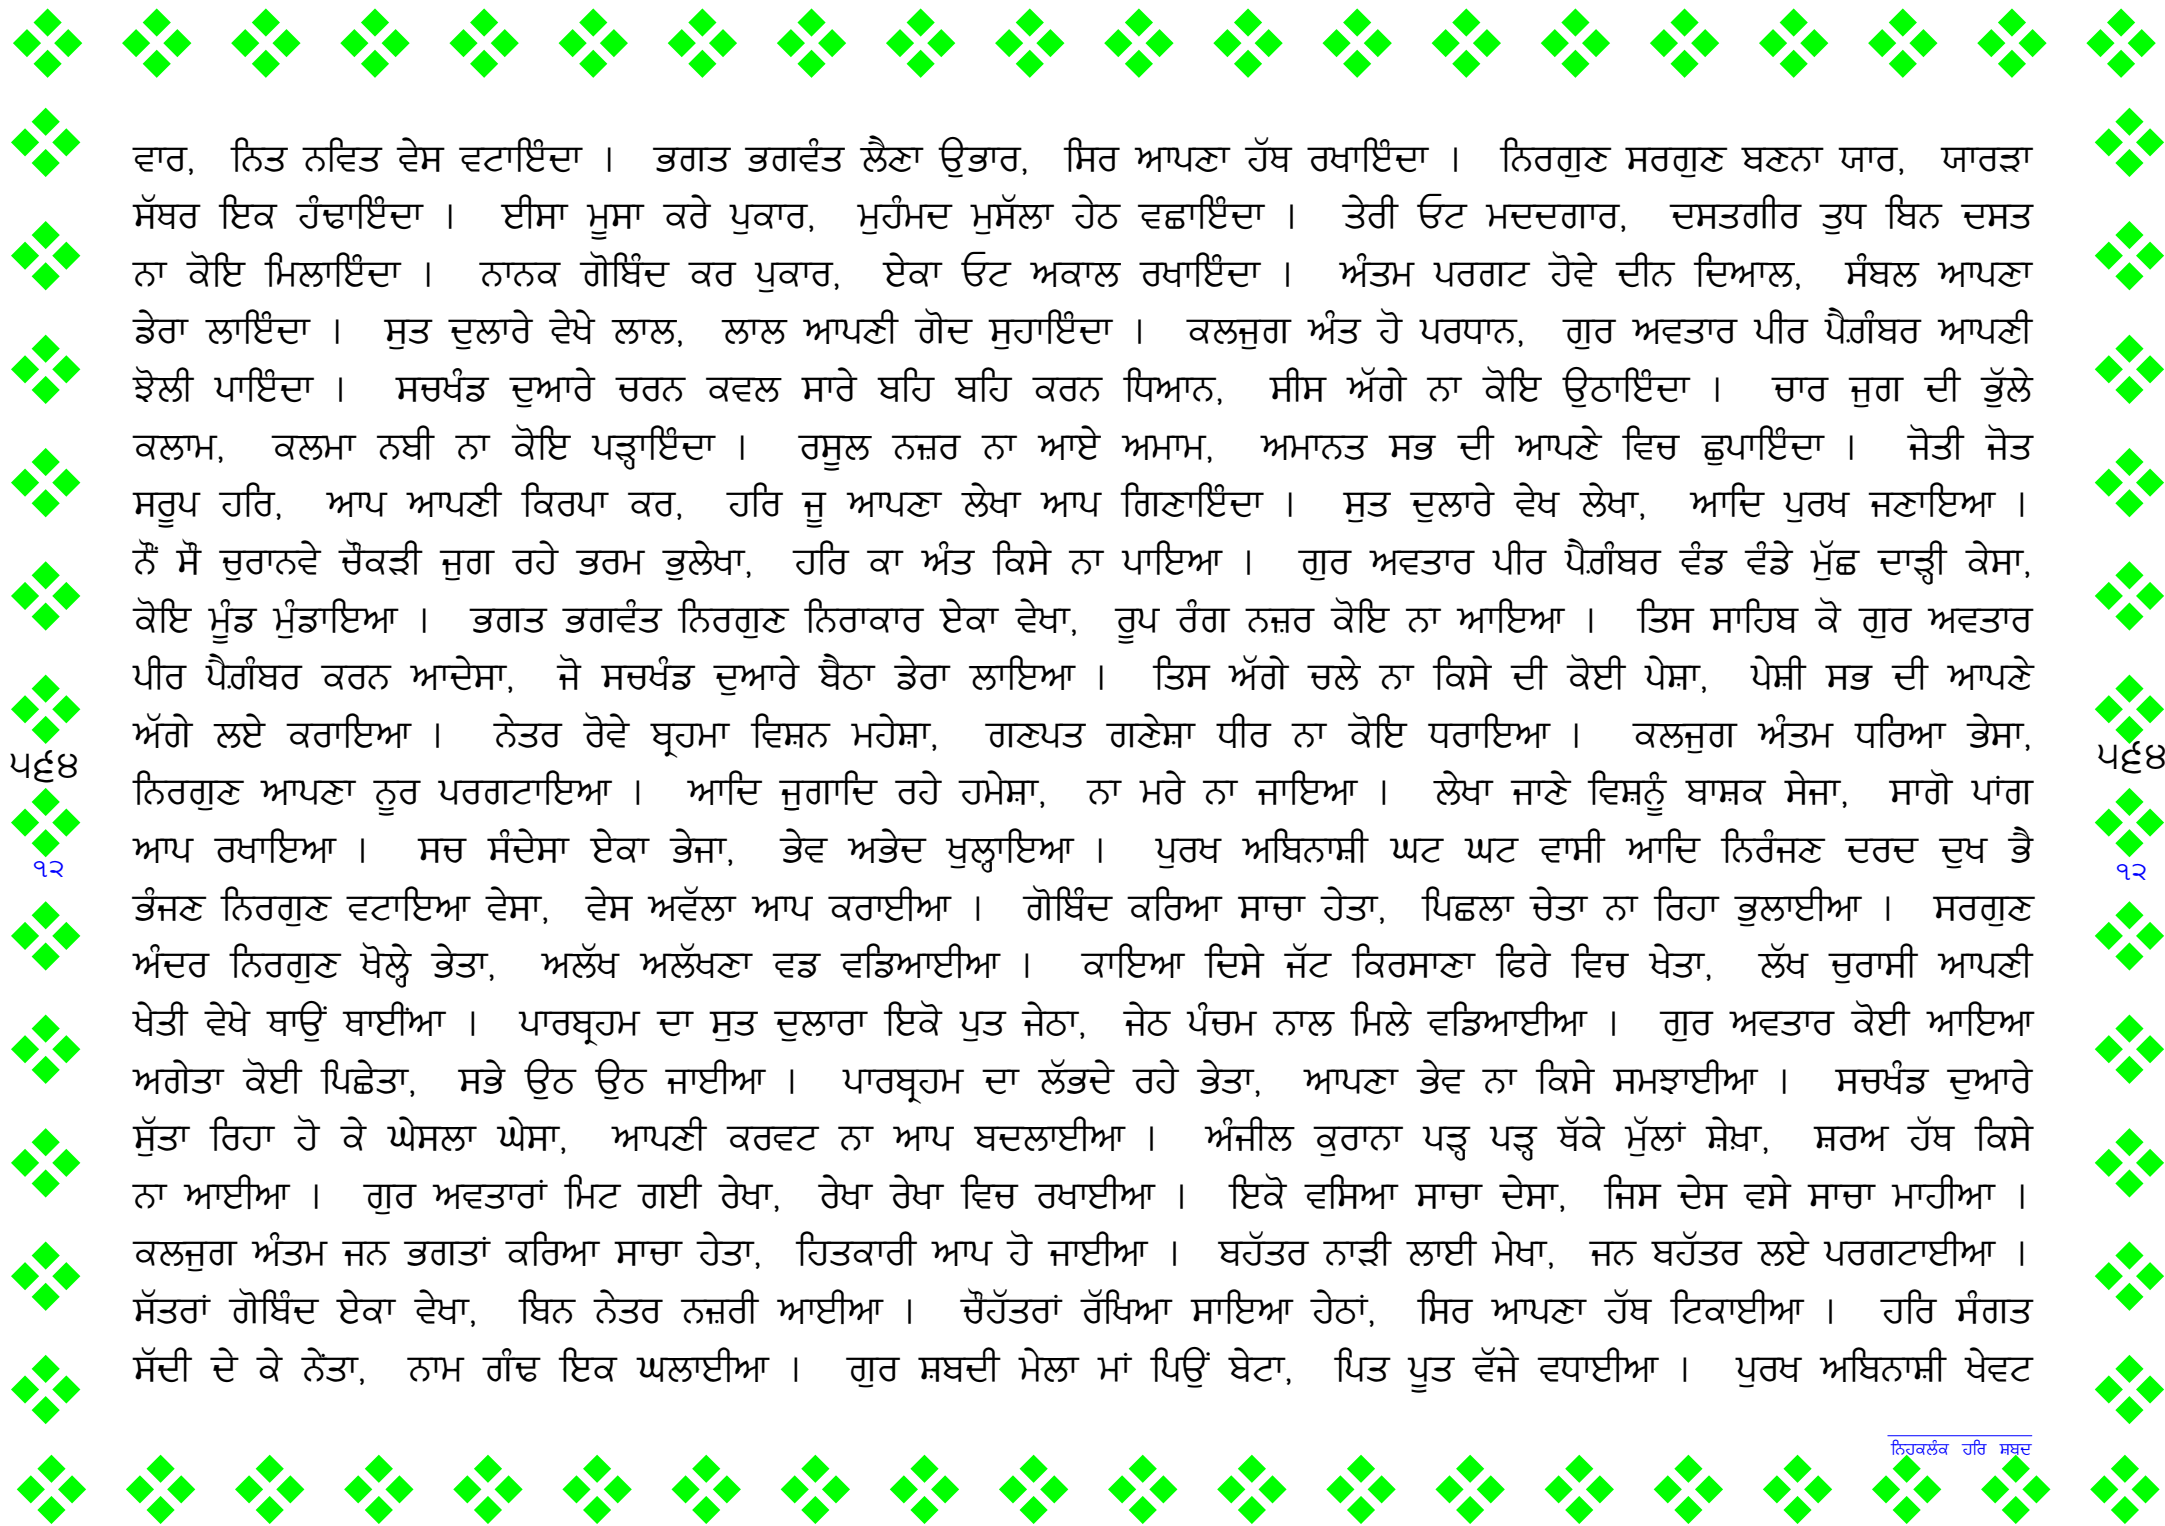 ਵਾਰ, ਨਿਤ ਨਵਿਤ ਵੇਸ ਵਟਾਇੰਦਾ । ਭਗਤ ਭਗਵੰਤ ਲੈਣਾ ਉਭਾਰ, ਸਿਰ ਆਪਣਾ ਹੱਥ ਰਖਾਇੰਦਾ । ਨਿਰਗੁਣ ਸਰਗੁਣ ਬਣਨਾ ਯਾਰ, ਯਾਰੜਾ
ਸੱਥਰ ਇਕ ਹੰਢਾਇੰਦਾ । ਈਸਾ ਮੂਸਾ ਕਰੇ ਪੁਕਾਰ, ਮੁਹੰਮਦ ਮੁਸੱਲਾ ਹੇਠ ਵਛਾਇੰਦਾ । ਤੇਰੀ ਓਟ ਮਦਦਗਾਰ, ਦਸਤਗੀਰ ਤੁਧ ਬਿਨ ਦਸਤ
ਨਾ ਕੋਇ ਮਿਲਾਇੰਦਾ । ਨਾਨਕ ਗੋਬਿੰਦ ਕਰ ਪੁਕਾਰ, ਏਕਾ ਓਟ ਅਕਾਲ ਰਖਾਇੰਦਾ । ਅੰਤਮ ਪਰਗਟ ਹੋਵੇ ਦੀਨ ਦਿਆਲ, ਸੰਬਲ ਆਪਣਾ
ਡੇਰਾ ਲਾਇੰਦਾ । ਸੁਤ ਦੁਲਾਰੇ ਵੇਖੇ ਲਾਲ, ਲਾਲ ਆਪਣੀ ਗੋਦ ਸੁਹਾਇੰਦਾ । ਕਲਜੁਗ ਅੰਤ ਹੋ ਪਰਧਾਨ, ਗੁਰ ਅਵਤਾਰ ਪੀਰ ਪੈਗ਼ੰਬਰ ਆਪਣੀ
ਝੋਲੀ ਪਾਇੰਦਾ । ਸਚਖੰਡ ਦੁਆਰੇ ਚਰਨ ਕਵਲ ਸਾਰੇ ਬਹਿ ਬਹਿ ਕਰਨ ਧਿਆਨ, ਸੀਸ ਅੱਗੇ ਨਾ ਕੋਇ ਉਠਾਇੰਦਾ । ਚਾਰ ਜੁਗ ਦੀ ਭੁੱਲੇ
ਕਲਾਮ, ਕਲਮਾ ਨਬੀ ਨਾ ਕੋਇ ਪੜ੍ਹਾਇੰਦਾ । ਰਸੂਲ ਨਜ਼ਰ ਨਾ ਆਏ ਅਮਾਮ, ਅਮਾਨਤ ਸਭ ਦੀ ਆਪਣੇ ਵਿਚ ਛੁਪਾਇੰਦਾ । ਜੋਤੀ ਜੋਤ
ਸਰੂਪ ਹਰਿ, ਆਪ ਆਪਣੀ ਕਿਰਪਾ ਕਰ, ਹਰਿ ਜੂ ਆਪਣਾ ਲੇਖਾ ਆਪ ਗਿਣਾਇੰਦਾ । ਸੁਤ ਦੁਲਾਰੇ ਵੇਖ ਲੇਖਾ, ਆਦਿ ਪੁਰਖ ਜਣਾਇਆ ।
ਨੌਂ ਸੌ ਚੁਰਾਨਵੇ ਚੌਕੜੀ ਜੁਗ ਰਹੇ ਭਰਮ ਭੁਲੇਖਾ, ਹਰਿ ਕਾ ਅੰਤ ਕਿਸੇ ਨਾ ਪਾਇਆ । ਗੁਰ ਅਵਤਾਰ ਪੀਰ ਪੈਗ਼ੰਬਰ ਵੰਡ ਵੰਡੇ ਮੁੱਛ ਦਾੜ੍ਹੀ ਕੇਸਾ,
ਕੋਇ ਮੂੰਡ ਮੁੰਡਾਇਆ । ਭਗਤ ਭਗਵੰਤ ਨਿਰਗੁਣ ਨਿਰਾਕਾਰ ਏਕਾ ਵੇਖਾ, ਰੂਪ ਰੰਗ ਨਜ਼ਰ ਕੋਇ ਨਾ ਆਇਆ । ਤਿਸ ਸਾਹਿਬ ਕੋ ਗੁਰ ਅਵਤਾਰ
ਪੀਰ ਪੈਗ਼ੰਬਰ ਕਰਨ ਆਦੇਸਾ, ਜੋ ਸਚਖੰਡ ਦੁਆਰੇ ਬੈਠਾ ਡੇਰਾ ਲਾਇਆ । ਤਿਸ ਅੱਗੇ ਚਲੇ ਨਾ ਕਿਸੇ ਦੀ ਕੋਈ ਪੇਸ਼ਾ, ਪੇਸ਼ੀ ਸਭ ਦੀ ਆਪਣੇ
ਅੱਗੇ ਲਏ ਕਰਾਇਆ । ਨੇਤਰ ਰੋਵੇ ਬ੍ਰਹਮਾ ਵਿਸ਼ਨ ਮਹੇਸ਼ਾ, ਗਣਪਤ ਗਣੇਸ਼ਾ ਧੀਰ ਨਾ ਕੋਇ ਧਰਾਇਆ । ਕਲਜੁਗ ਅੰਤਮ ਧਰਿਆ ਭੇਸਾ,
ਨਿਰਗੁਣ ਆਪਣਾ ਨੂਰ ਪਰਗਟਾਇਆ । ਆਦਿ ਜੁਗਾਦਿ ਰਹੇ ਹਮੇਸ਼ਾ, ਨਾ ਮਰੇ ਨਾ ਜਾਇਆ । ਲੇਖਾ ਜਾਣੇ ਵਿਸ਼ਨੂੰ ਬਾਸ਼ਕ ਸੇਜਾ, ਸਾਗੋ ਪਾਂਗ
ਆਪ ਰਖਾਇਆ । ਸਚ ਸੰਦੇਸਾ ਏਕਾ ਭੇਜਾ, ਭੇਵ ਅਭੇਦ ਖੁਲ੍ਹਾਇਆ । ਪੁਰਖ ਅਬਿਨਾਸ਼ੀ ਘਟ ਘਟ ਵਾਸੀ ਆਦਿ ਨਿਰੰਜਣ ਦਰਦ ਦੁਖ ਭੈ
ਭੰਜਣ ਨਿਰਗੁਣ ਵਟਾਇਆ ਵੇਸਾ, ਵੇਸ ਅਵੱਲਾ ਆਪ ਕਰਾਈਆ । ਗੋਬਿੰਦ ਕਰਿਆ ਸਾਚਾ ਹੇਤਾ, ਪਿਛਲਾ ਚੇਤਾ ਨਾ ਰਿਹਾ ਭੁਲਾਈਆ । ਸਰਗੁਣ
ਅੰਦਰ ਨਿਰਗੁਣ ਖੋਲ੍ਹੇ ਭੇਤਾ, ਅਲੱਖ ਅਲੱਖਣਾ ਵਡ ਵਡਿਆਈਆ । ਕਾਇਆ ਦਿਸੇ ਜੱਟ ਕਿਰਸਾਣਾ ਫਿਰੇ ਵਿਚ ਖੇਤਾ, ਲੱਖ ਚੁਰਾਸੀ ਆਪਣੀ
ਖੇਤੀ ਵੇਖੇ ਥਾਉਂ ਥਾਈਂਆ । ਪਾਰਬ੍ਰਹਮ ਦਾ ਸੁਤ ਦੁਲਾਰਾ ਇਕੋ ਪੁਤ ਜੇਠਾ, ਜੇਠ ਪੰਚਮ ਨਾਲ ਮਿਲੇ ਵਡਿਆਈਆ । ਗੁਰ ਅਵਤਾਰ ਕੋਈ ਆਇਆ
ਅਗੇਤਾ ਕੋਈ ਪਿਛੇਤਾ, ਸਭੇ ਉਠ ਉਠ ਜਾਈਆ । ਪਾਰਬ੍ਰਹਮ ਦਾ ਲੱਭਦੇ ਰਹੇ ਭੇਤਾ, ਆਪਣਾ ਭੇਵ ਨਾ ਕਿਸੇ ਸਮਝਾਈਆ । ਸਚਖੰਡ ਦੁਆਰੇ
ਸੁੱਤਾ ਰਿਹਾ ਹੋ ਕੇ ਘੇਸਲਾ ਘੇਸਾ, ਆਪਣੀ ਕਰਵਟ ਨਾ ਆਪ ਬਦਲਾਈਆ । ਅੰਜੀਲ ਕੁਰਾਨਾ ਪੜ੍ਹ ਪੜ੍ਹ ਥੱਕੇ ਮੁੱਲਾਂ ਸ਼ੇਖ਼ਾ, ਸ਼ਰਅ ਹੱਥ ਕਿਸੇ
ਨਾ ਆਈਆ । ਗੁਰ ਅਵਤਾਰਾਂ ਮਿਟ ਗਈ ਰੇਖਾ, ਰੇਖਾ ਰੇਖਾ ਵਿਚ ਰਖਾਈਆ । ਇਕੋ ਵਸਿਆ ਸਾਚਾ ਦੇਸਾ, ਜਿਸ ਦੇਸ ਵਸੇ ਸਾਚਾ ਮਾਹੀਆ ।
ਕਲਜੁਗ ਅੰਤਮ ਜਨ ਭਗਤਾਂ ਕਰਿਆ ਸਾਚਾ ਹੇਤਾ, ਹਿਤਕਾਰੀ ਆਪ ਹੋ ਜਾਈਆ । ਬਹੱਤਰ ਨਾੜੀ ਲਾਈ ਮੇਖਾ, ਜਨ ਬਹੱਤਰ ਲਏ ਪਰਗਟਾਈਆ ।
ਸੱਤਰਾਂ ਗੋਬਿੰਦ ਏਕਾ ਵੇਖਾ, ਬਿਨ ਨੇਤਰ ਨਜ਼ਰੀ ਆਈਆ । ਚੌਹੱਤਰਾਂ ਰੱਖਿਆ ਸਾਇਆ ਹੇਠਾਂ, ਸਿਰ ਆਪਣਾ ਹੱਥ ਟਿਕਾਈਆ । ਹਰਿ ਸੰਗਤ
ਸੱਦੀ ਦੇ ਕੇ ਨੇਂਤਾ, ਨਾਮ ਗੰਢ ਇਕ ਘਲਾਈਆ । ਗੁਰ ਸ਼ਬਦੀ ਮੇਲਾ ਮਾਂ ਪਿਉਂ ਬੇਟਾ, ਪਿਤ ਪੂਤ ਵੱਜੇ ਵਧਾਈਆ । ਪੁਰਖ ਅਬਿਨਾਸ਼ੀ ਖੇਵਟ
੫੬੪
੧੨
੫੬੪
੧੨
ਨਿਹਕਲੰਕ ਹਰਿ ਸ਼ਬਦ